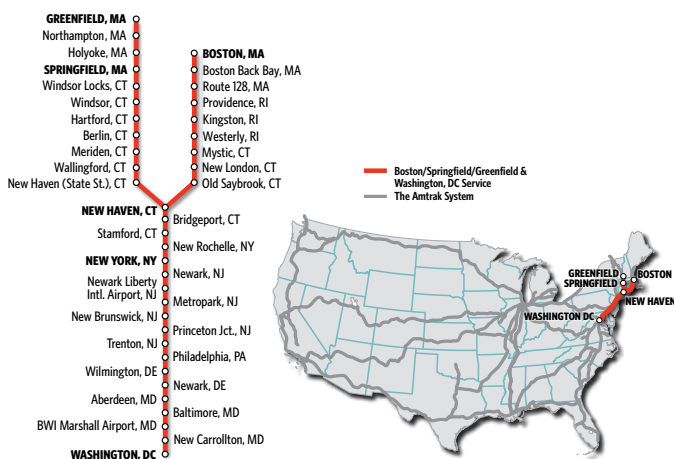 GREENFIELD, MA
Northampton, MA
Holyoke, MA
SPRINGFIELD, MA
Windsor Locks, CT
Windsor, CT
Hartford, CT
Berlin, CT
Meriden, CT
Wallingford, CT
New Haven (State St.), CT
BOSTON, MA
Boston Back Bay, MA
Route 128, MA
Providence, RI
Kingston, RI
Westerly, RI
Mystic, CT
New London, CT
Old Saybrook, CT
NEW HAVEN, CT
Bridgeport, CT
Stamford, CT
New Rochelle, NY
NEW YORK, NY
Newark, NJ
Newark Liberty
Intl. Airport, NJ
Metropark, NJ
New Brunswick, NJ
Princeton Jct., NJ
Trenton, NJ
Philadelphia, PA
Wilmington, DE
Newark, DE
Aberdeen, MD
Baltimore, MD
BWI Marshall Airport, MD
New Carrollton, MD
WASHINGTON, DC
Boston/Springfield/Greenfield &
Washington, DC Service
The Amtrak System
GREENFIELD
BOSTON
SPRINGFIELD
NEW HAVEN
WASHINGTON DC